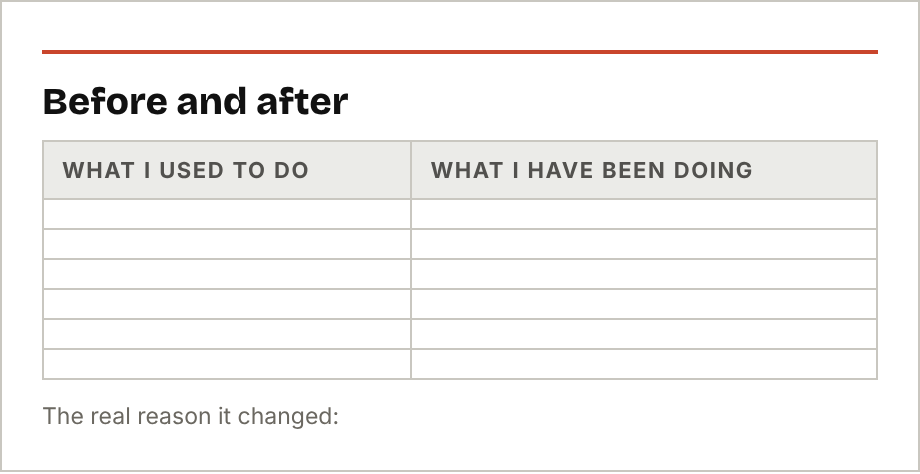 Before and after
WHAT I USED TO DO
WHAT I HAVE BEEN DOING
The real reason it changed: